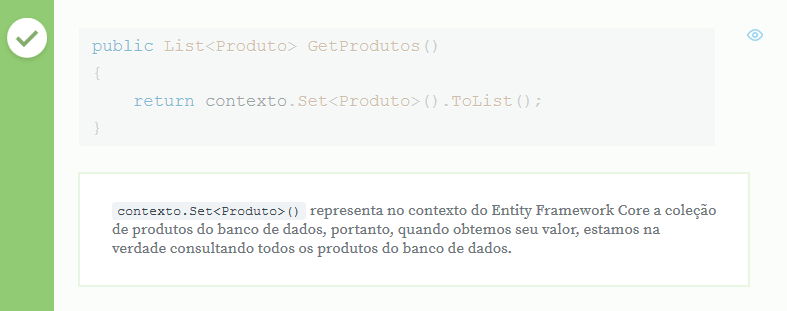 public List<Produto> GetProdutos()
{
    return contexto.Set<Produto>().ToList();
}
contexto.Set<Produto>() representa no contexto do Entity Framework Core a coleção
de produtos do banco de dados, portanto, quando obtemos seu valor, estamos na
verdade consultando todos os produtos do banco de dados.